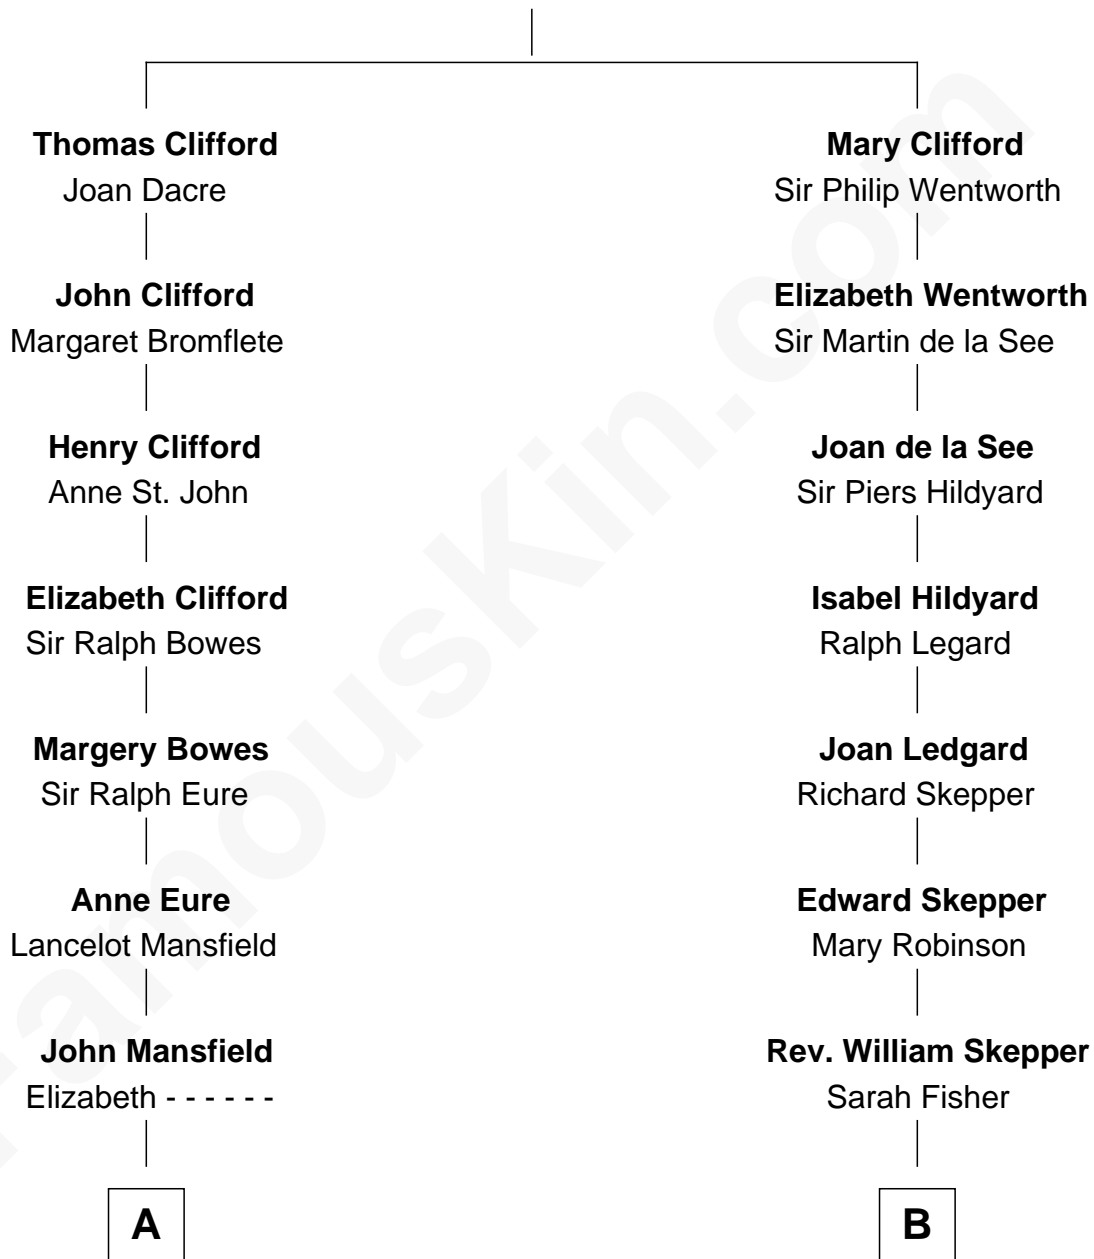 Thomas Clifford
Joan Dacre
Mary Clifford
Sir Philip Wentworth
John Clifford
Margaret Bromflete
Elizabeth Wentworth
Sir Martin de la See
Henry Clifford
Anne St. John
Joan de la See
Sir Piers Hildyard
Elizabeth Clifford
Sir Ralph Bowes
Isabel Hildyard
Ralph Legard
Margery Bowes
Sir Ralph Eure
Joan Ledgard
Richard Skepper
Anne Eure
Lancelot Mansfield
Edward Skepper
Mary Robinson
John Mansfield
Elizabeth - - - - - -
Rev. William Skepper
Sarah Fisher
A
B
FamousKin.com